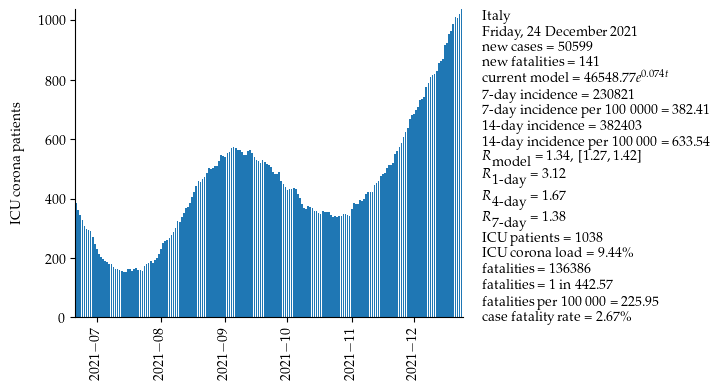 ICU corona patients
1000
800
600
400
200
0
2021−07
2021−08
2021−09
2021−10
2021−11
2021−12
Italy
Friday, 24 December 2021
new cases = 50599
new fatalities = 141
current model = 46548.77e^0.074t
7-day incidence = 230821
7-day incidence per 100 0000 = 382.41
14-day incidence = 382403
14-day incidence per 100 000 = 633.54
R_model = 1.34, [1.27, 1.42]
R_1-day = 3.12
R_4-day = 1.67
R_7-day = 1.38
ICU patients = 1038
ICU corona load = 9.44%
fatalities = 136386
fatalities = 1 in 442.57
fatalities per 100 000 = 225.95
case fatality rate = 2.67%